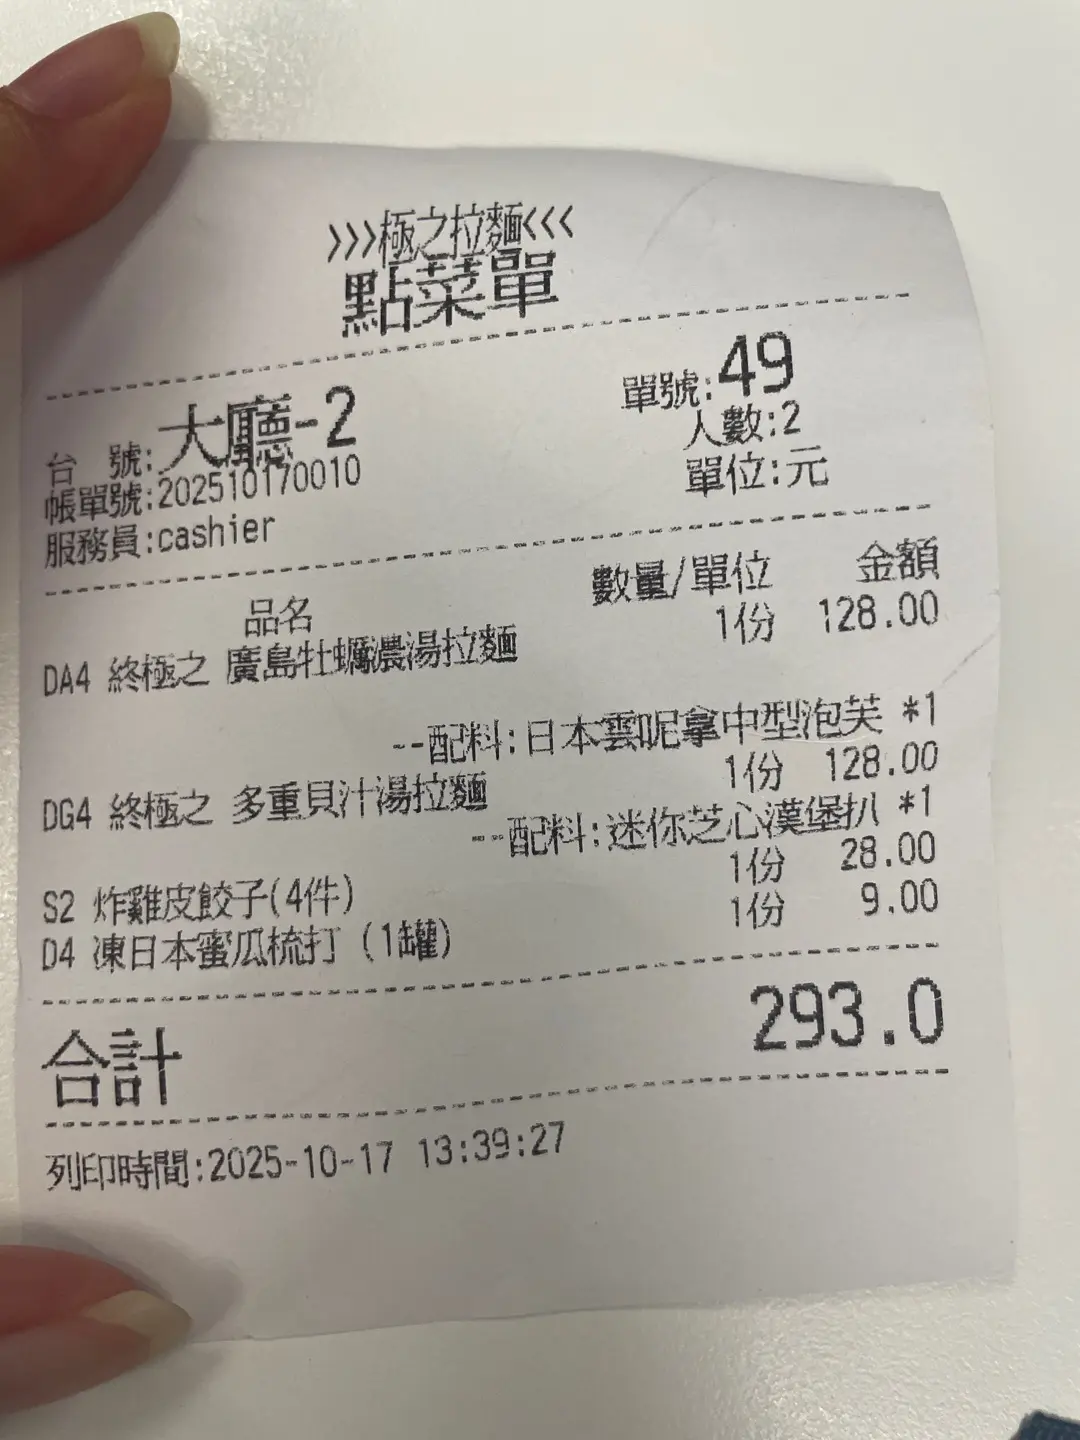 >>>極之拉麵<<<
點菜單
台　號:大廳-2
單號:49
帳單號:202510170010
人數:2
服務員:cashier
單位:元
品名 數量/單位 金額
DA4 終極之 廣島牡蠣濃湯拉麵 1份 128.00
--配料:日本雲呢拿中型泡芙 *1
DG4 終極之 多重貝汁湯拉麵 1份 128.00
--配料:迷你芝心漢堡扒 *1
S2 炸雞皮餃子(4件) 1份 28.00
D4 凍日本蜜瓜梳打 (1罐) 1份 9.00
合計 293.0
列印時間:2025-10-17 13:39:27